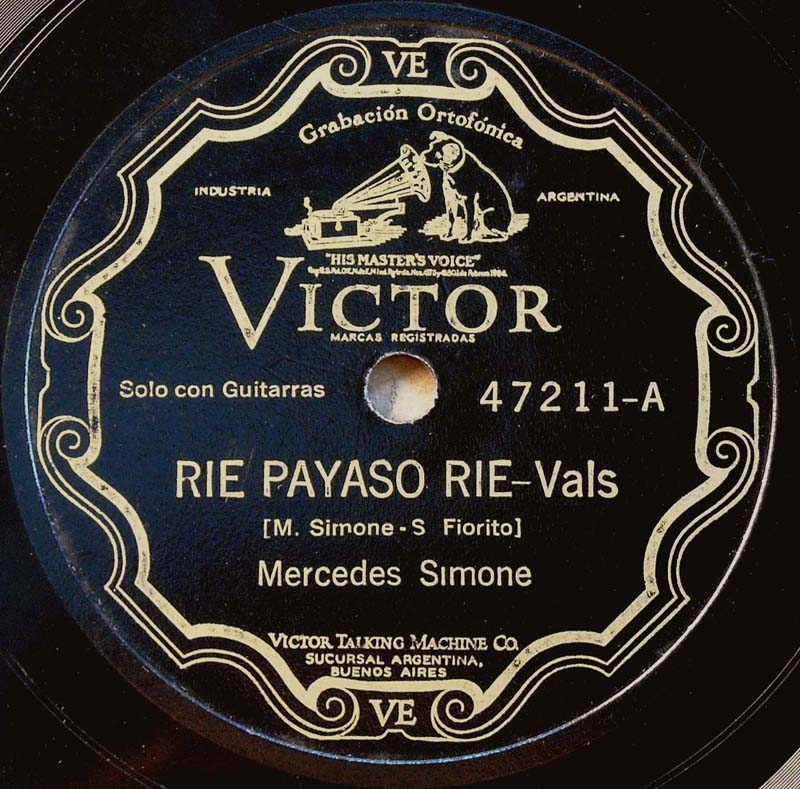 VE
Grabación Ortofónica
INDUSTRIA
ARGENTINA
"HIS MASTER'S VOICE"
VICTOR
MARCAS REGISTRADAS
Solo con Guitarras
47211-A
RIE PAYASO RIE-Vals
[M. Simone - S Fiorito]
Mercedes Simone
VICTOR TALKING MACHINE CO.
SUCURSAL ARGENTINA,
BUENOS AIRES
VE